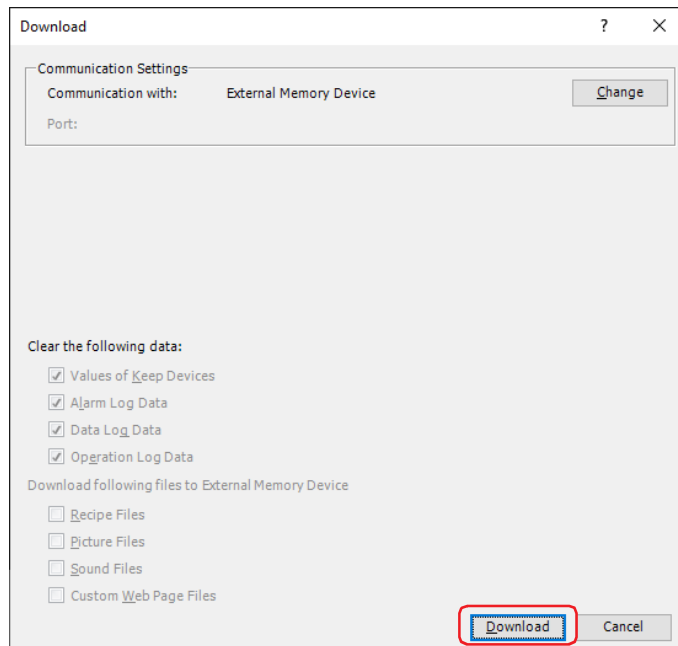 Download ?
Communication Settings
Communication with: External Memory Device Change
Port:
Clear the following data:
Values of Keep Devices
Alarm Log Data
Data Log Data
Operation Log Data
Download following files to External Memory Device
Recipe Files
Picture Files
Sound Files
Custom Web Page Files
Download Cancel